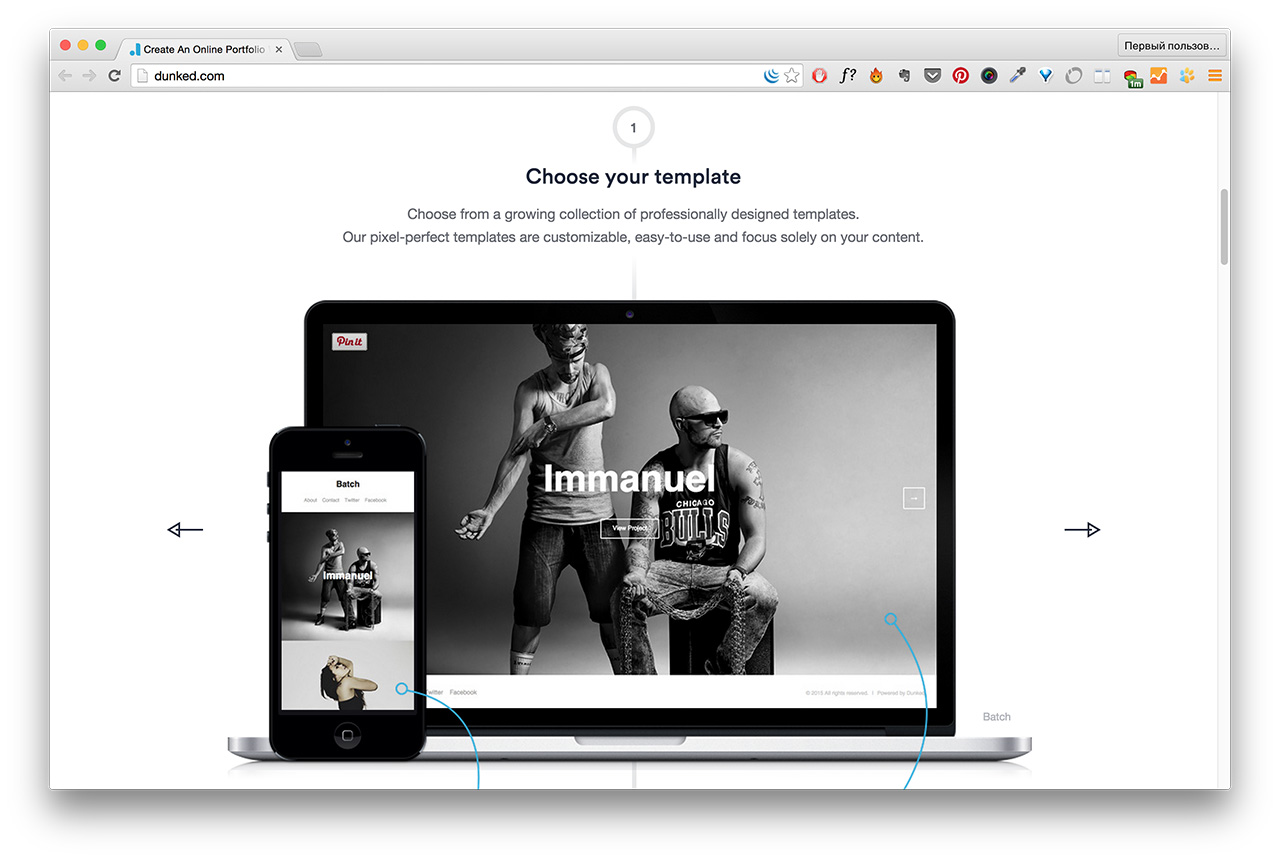 Create An Online Portfolio
Первый пользов…
dunked.com
f?
1m
1
Choose your template
Choose from a growing collection of professionally designed templates.
Our pixel-perfect templates are customizable, easy-to-use and focus solely on your content.
Pin it
Immanuel
CHICAGO
BULLS
View Project
Batch
About Contact Twitter Facebook
Immanuel
Twitter Facebook
© 2015 All rights reserved. | Powered by Dunked
Batch